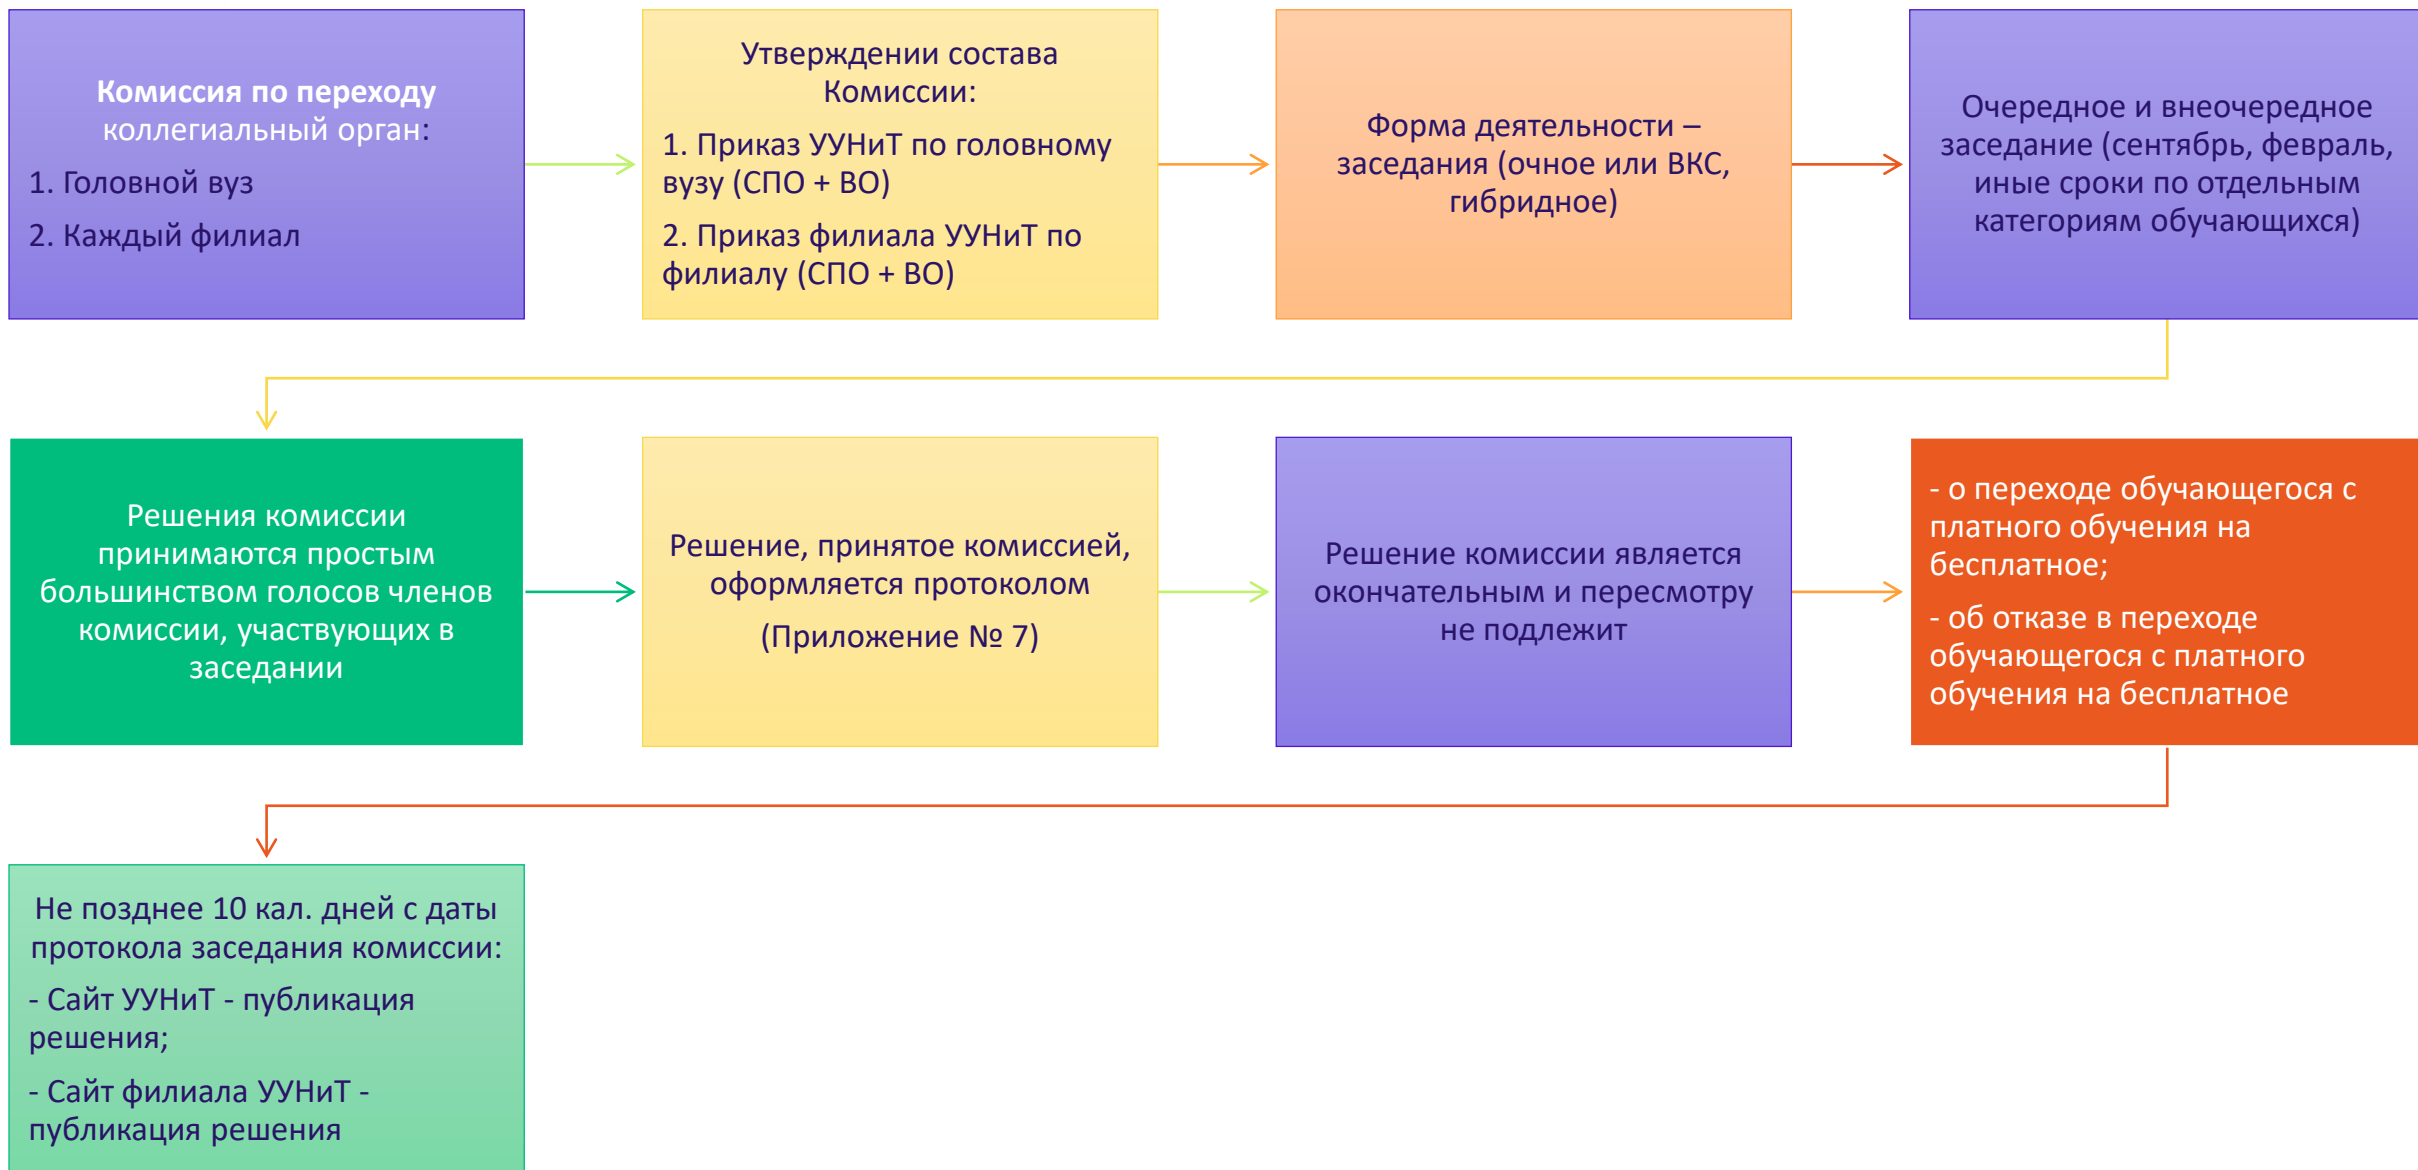 Комиссия по переходу
коллегиальный орган:
1. Головной вуз
2. Каждый филиал
Утверждении состава
Комиссии:
1. Приказ УУНиТ по головному
вузу (СПО + ВО)
2. Приказ филиала УУНиТ по
филиалу (СПО + ВО)
Форма деятельности –
заседания (очное или ВКС,
гибридное)
Очередное и внеочередное
заседание (сентябрь, февраль,
иные сроки по отдельным
категориям обучающихся)
Решения комиссии
принимаются простым
большинством голосов членов
комиссии, участвующих в
заседании
Решение, принятое комиссией,
оформляется протоколом
(Приложение № 7)
Решение комиссии является
окончательным и пересмотру
не подлежит
- о переходе обучающегося с
платного обучения на
бесплатное;
- об отказе в переходе
обучающегося с платного
обучения на бесплатное
Не позднее 10 кал. дней с даты
протокола заседания комиссии:
- Сайт УУНиТ - публикация
решения;
- Сайт филиала УУНиТ -
публикация решения